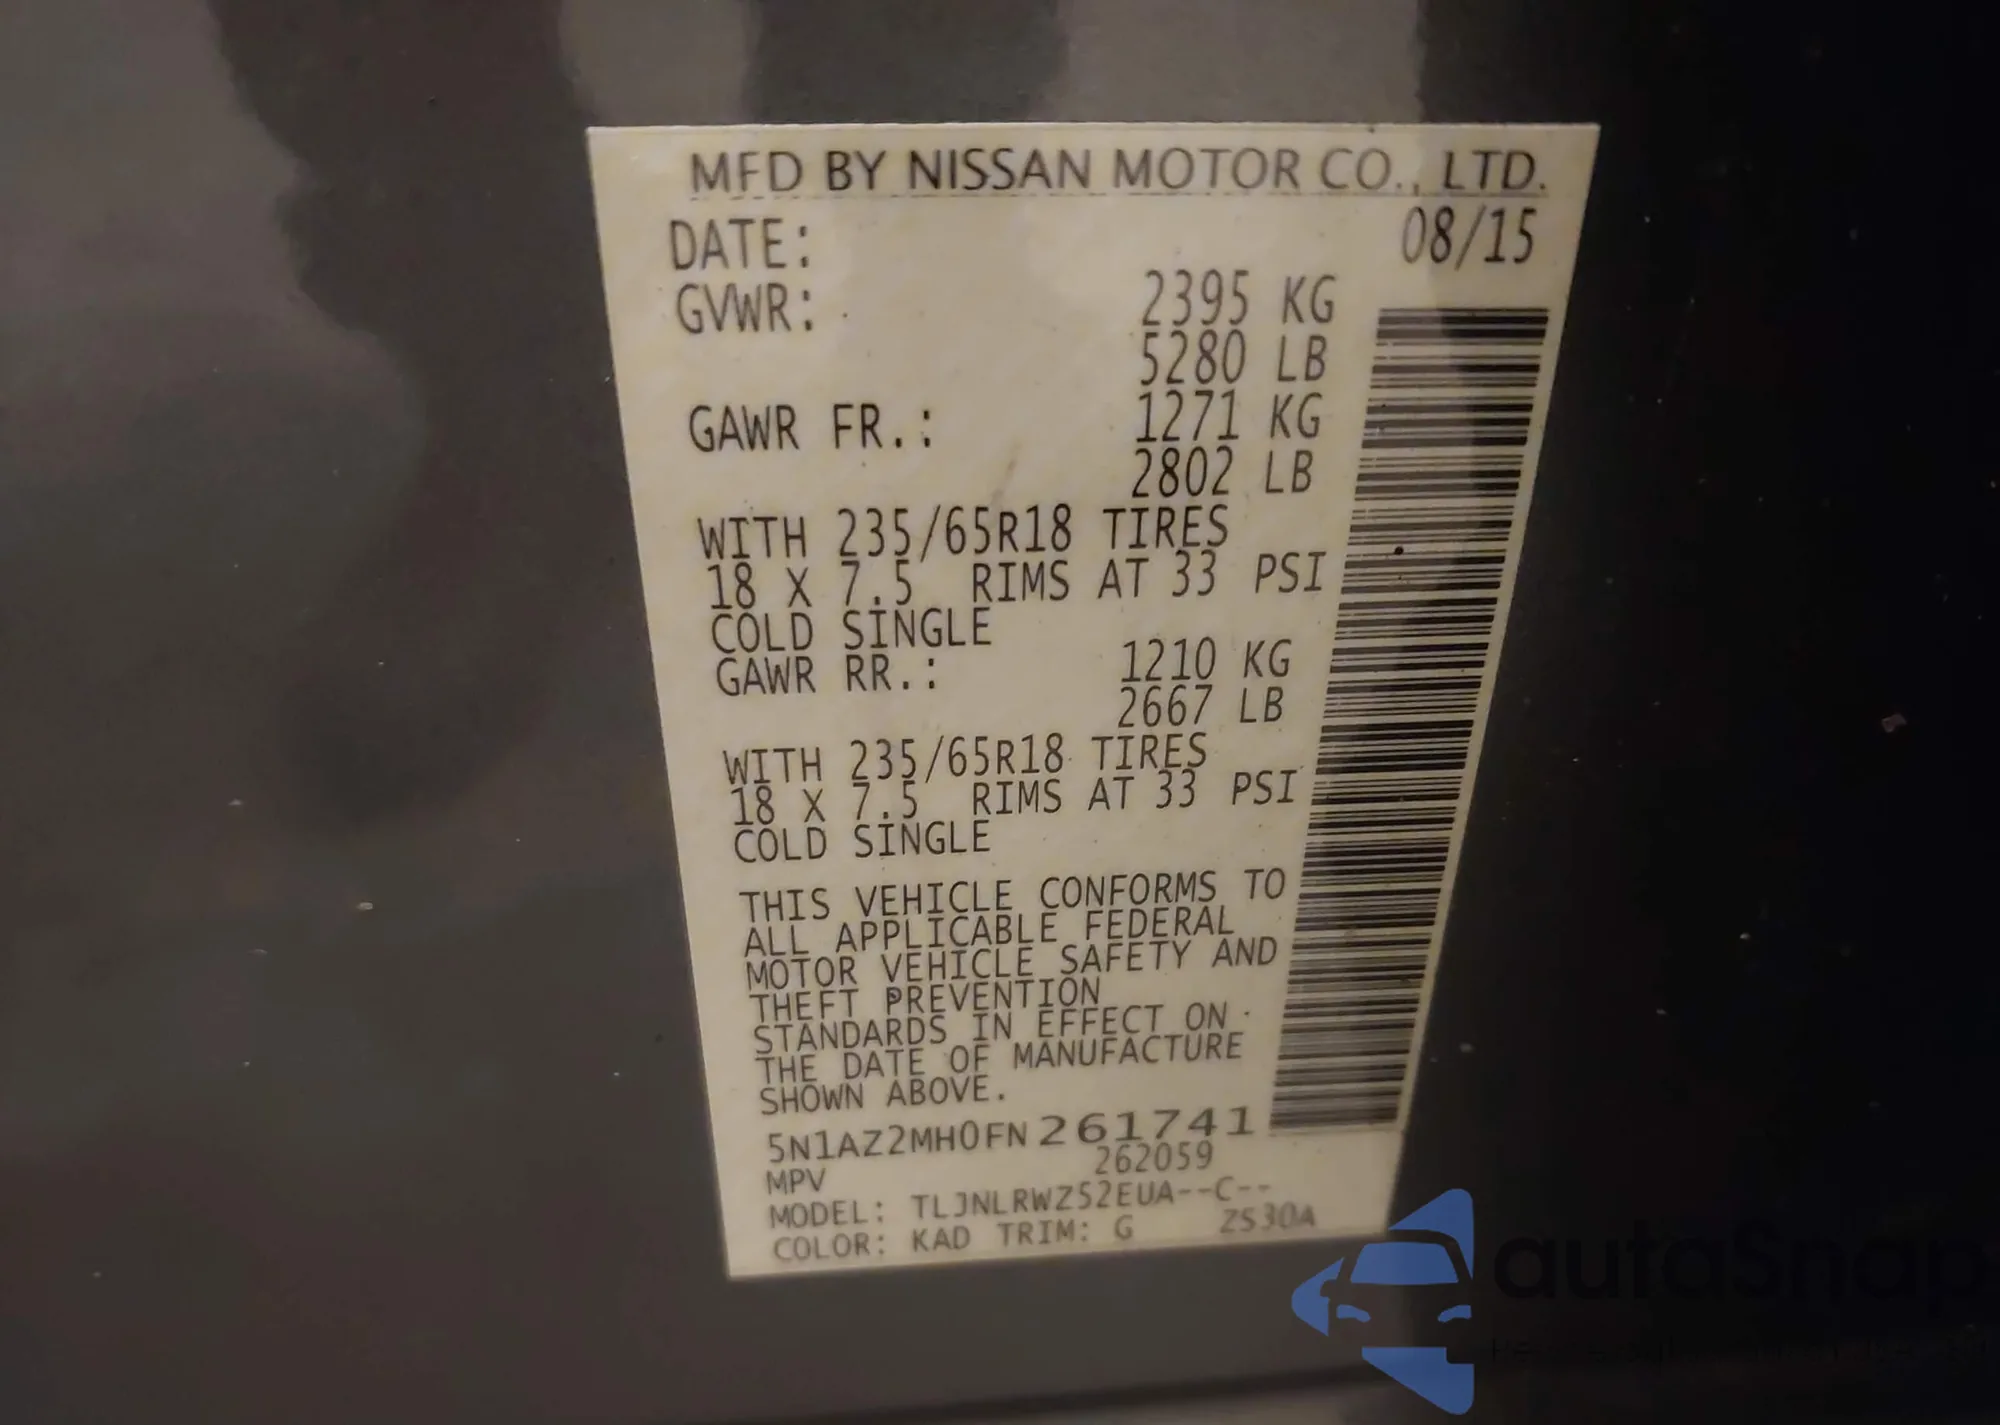 MFD BY NISSAN MOTOR CO., LTD.
DATE: 08/15
GVWR: 2395 KG
5280 LB
GAWR FR.: 1271 KG
2802 LB
WITH 235/65R18 TIRES
18 X 7.5 RIMS AT 33 PSI
COLD SINGLE
GAWR RR.: 1210 KG
2667 LB
WITH 235/65R18 TIRES
18 X 7.5 RIMS AT 33 PSI
COLD SINGLE
THIS VEHICLE CONFORMS TO
ALL APPLICABLE FEDERAL
MOTOR VEHICLE SAFETY AND
THEFT PREVENTION
STANDARDS IN EFFECT ON
THE DATE OF MANUFACTURE
SHOWN ABOVE.
5N1AZ2MH0FN261741
262059
MPV
MODEL: TLJNLRWZ52EUA--C--
COLOR: KAD TRIM: G ZS30A
autosnap